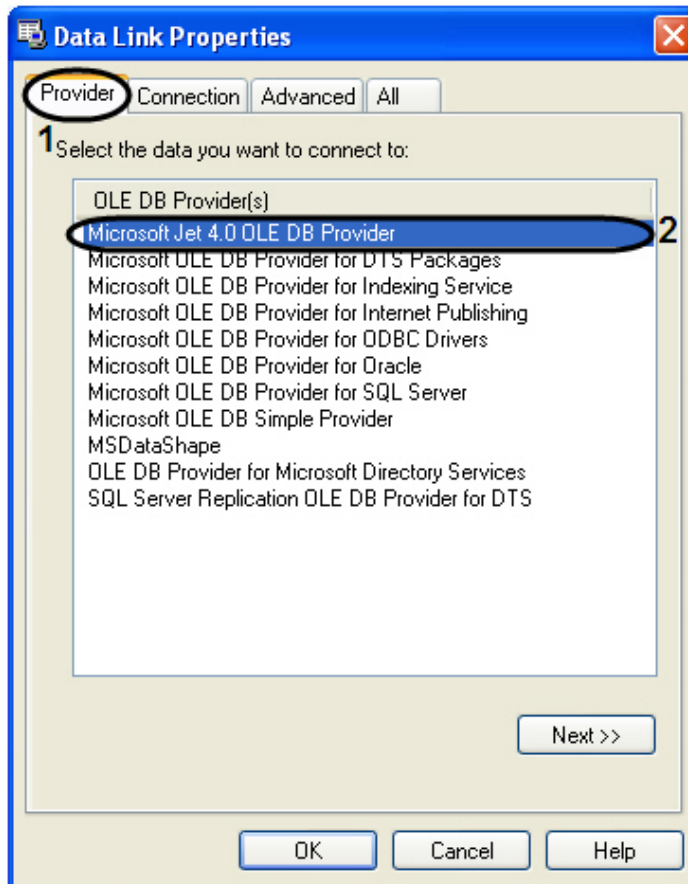 Data Link Properties
Provider Connection Advanced All
1 Select the data you want to connect to:
OLE DB Provider(s)
Microsoft Jet 4.0 OLE DB Provider 2
Microsoft OLE DB Provider for DTS Packages
Microsoft OLE DB Provider for Indexing Service
Microsoft OLE DB Provider for Internet Publishing
Microsoft OLE DB Provider for ODBC Drivers
Microsoft OLE DB Provider for Oracle
Microsoft OLE DB Provider for SQL Server
Microsoft OLE DB Simple Provider
MSDataShape
OLE DB Provider for Microsoft Directory Services
SQL Server Replication OLE DB Provider for DTS
Next >>
OK Cancel Help